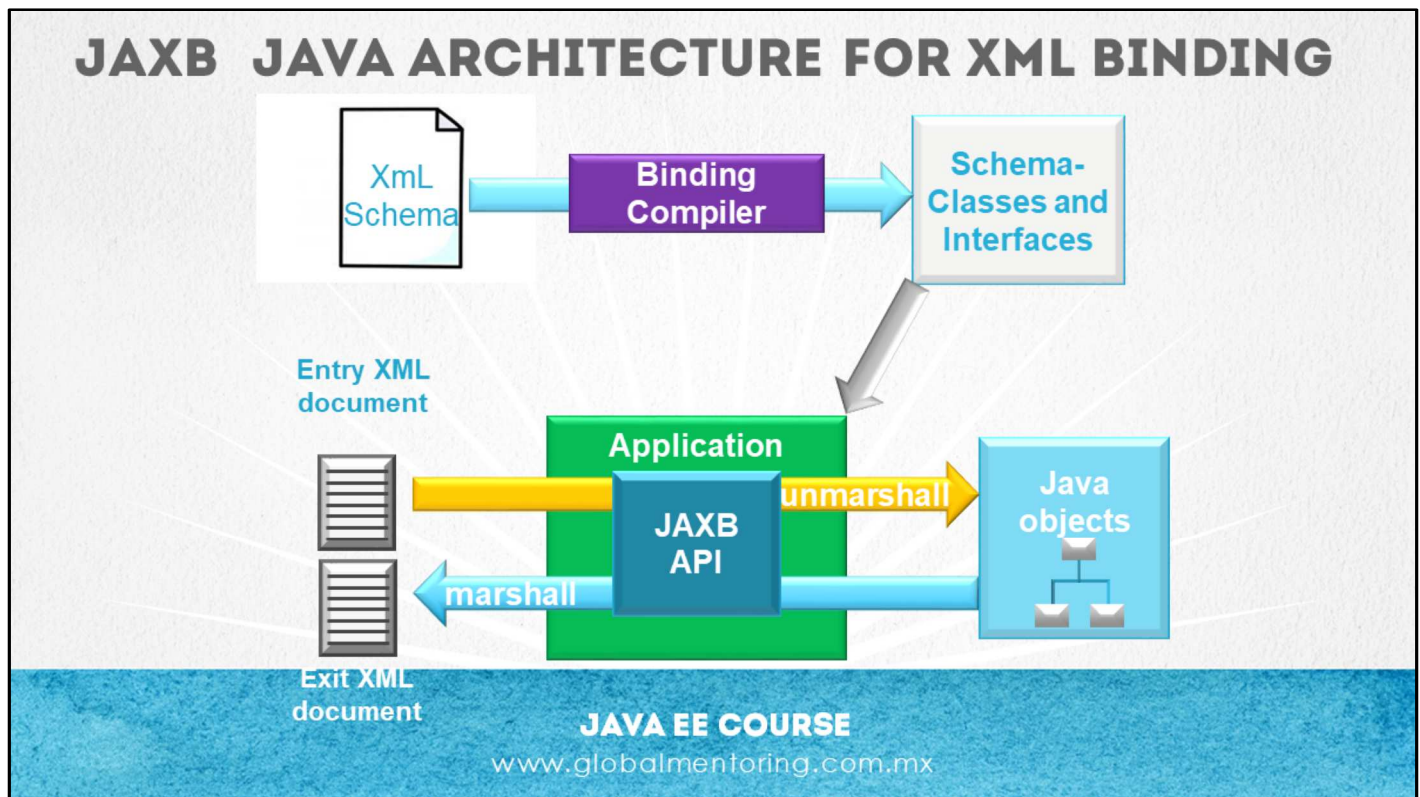 JAXB JAVA ARCHITECTURE FOR XML BINDING
XmL
Schema
Binding
Compiler
Schema-
Classes and
Interfaces
Entry XML
document
Application
unmarshall
Java
objects
JAXB
API
marshall
Exit XML
document
JAVA EE COURSE
www.globalmentoring.com.mx